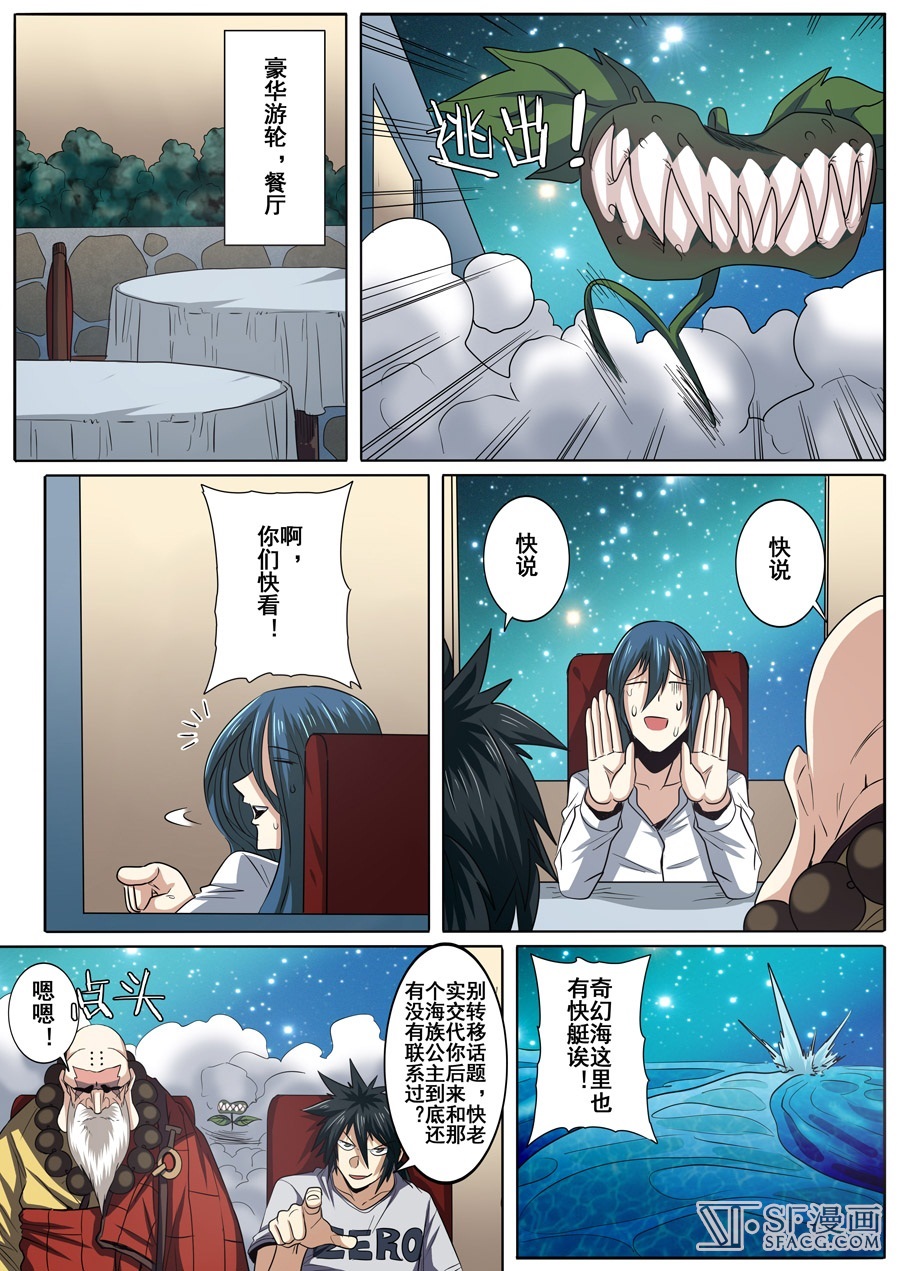 逃出！
豪华游轮，餐厅
快说
快说
啊，
你们快看！
奇幻海这里也
有快艇诶！
别转移话题，快老
实交代你后来和那
个海族公主到底还
有没有联系过？
ZERO
点头
嗯嗯！
SF漫画
SFACG.COM